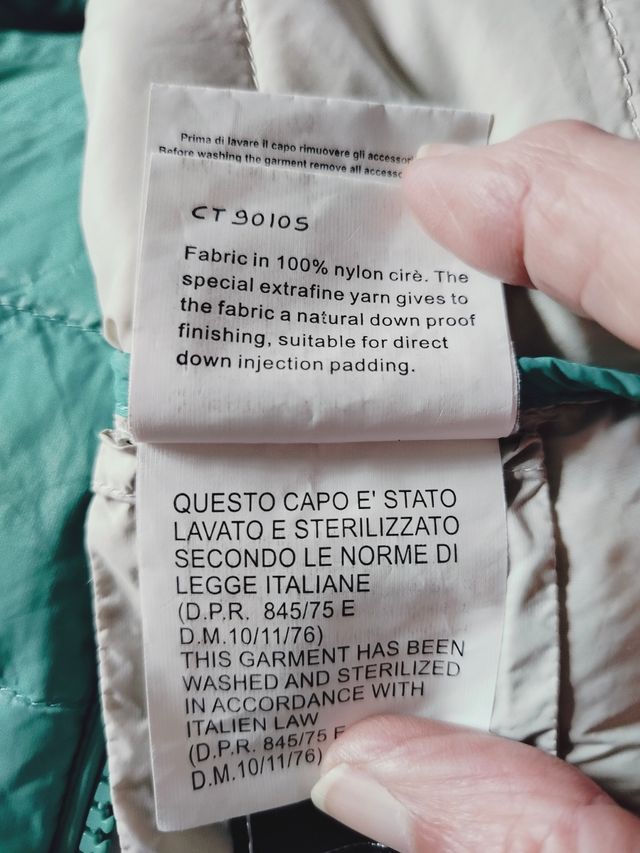 Prima di lavare il capo rimuovere gli accessori
Before washing the garment remove all
CT 9010S
Fabric in 100% nylon cirè. The
special extrafine yarn gives to
the fabric a natural down proof
finishing, suitable for direct
down injection padding.
QUESTO CAPO E' STATO
LAVATO E STERILIZZATO
SECONDO LE NORME DI
LEGGE ITALIANE
(D.P.R. 845/75 E
D.M.10/11/76)
THIS GARMENT HAS BEEN
WASHED AND STERILIZED
IN ACCORDANCE WITH
ITALIEN LAW
(D.P.R. 845/75 E
D.M.10/11/76)